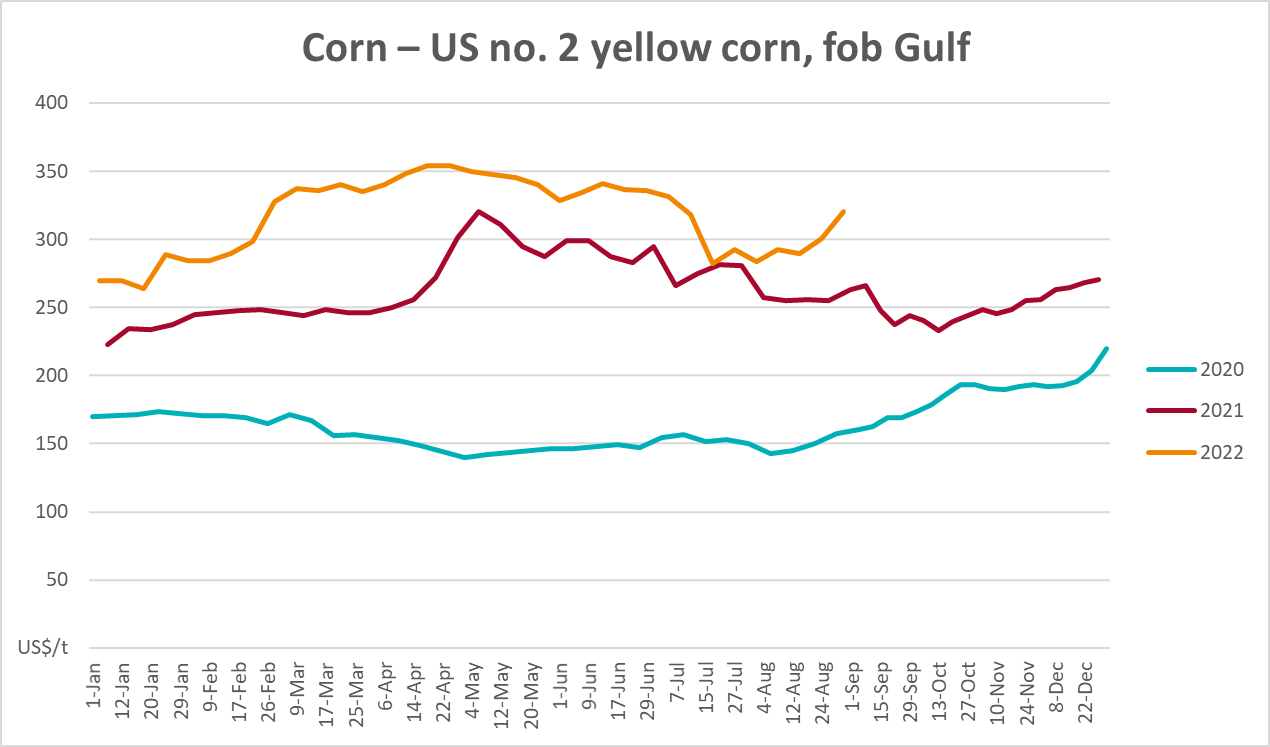 Corn – US no. 2 yellow corn, fob Gulf
400
350
300
250
200
150
100
50
US$/t
1-Jan
12-Jan
20-Jan
29-Jan
9-Feb
17-Feb
26-Feb
9-Mar
17-Mar
25-Mar
6-Apr
14-Apr
22-Apr
4-May
12-May
20-May
1-Jun
9-Jun
17-Jun
29-Jun
7-Jul
15-Jul
27-Jul
4-Aug
12-Aug
24-Aug
1-Sep
15-Sep
29-Sep
13-Oct
27-Oct
10-Nov
24-Nov
8-Dec
22-Dec
2020
2021
2022